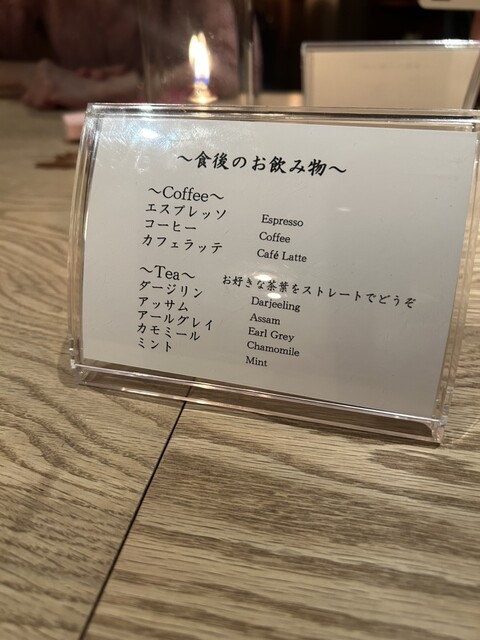 ～食後のお飲み物～
～Coffee～
エスプレッソ Espresso
コーヒー Coffee
カフェラッテ Café Latte
～Tea～ お好きな茶葉をストレートでどうぞ
ダージリン Darjeeling
アッサム Assam
アールグレイ Earl Grey
カモミール Chamomile
ミント Mint